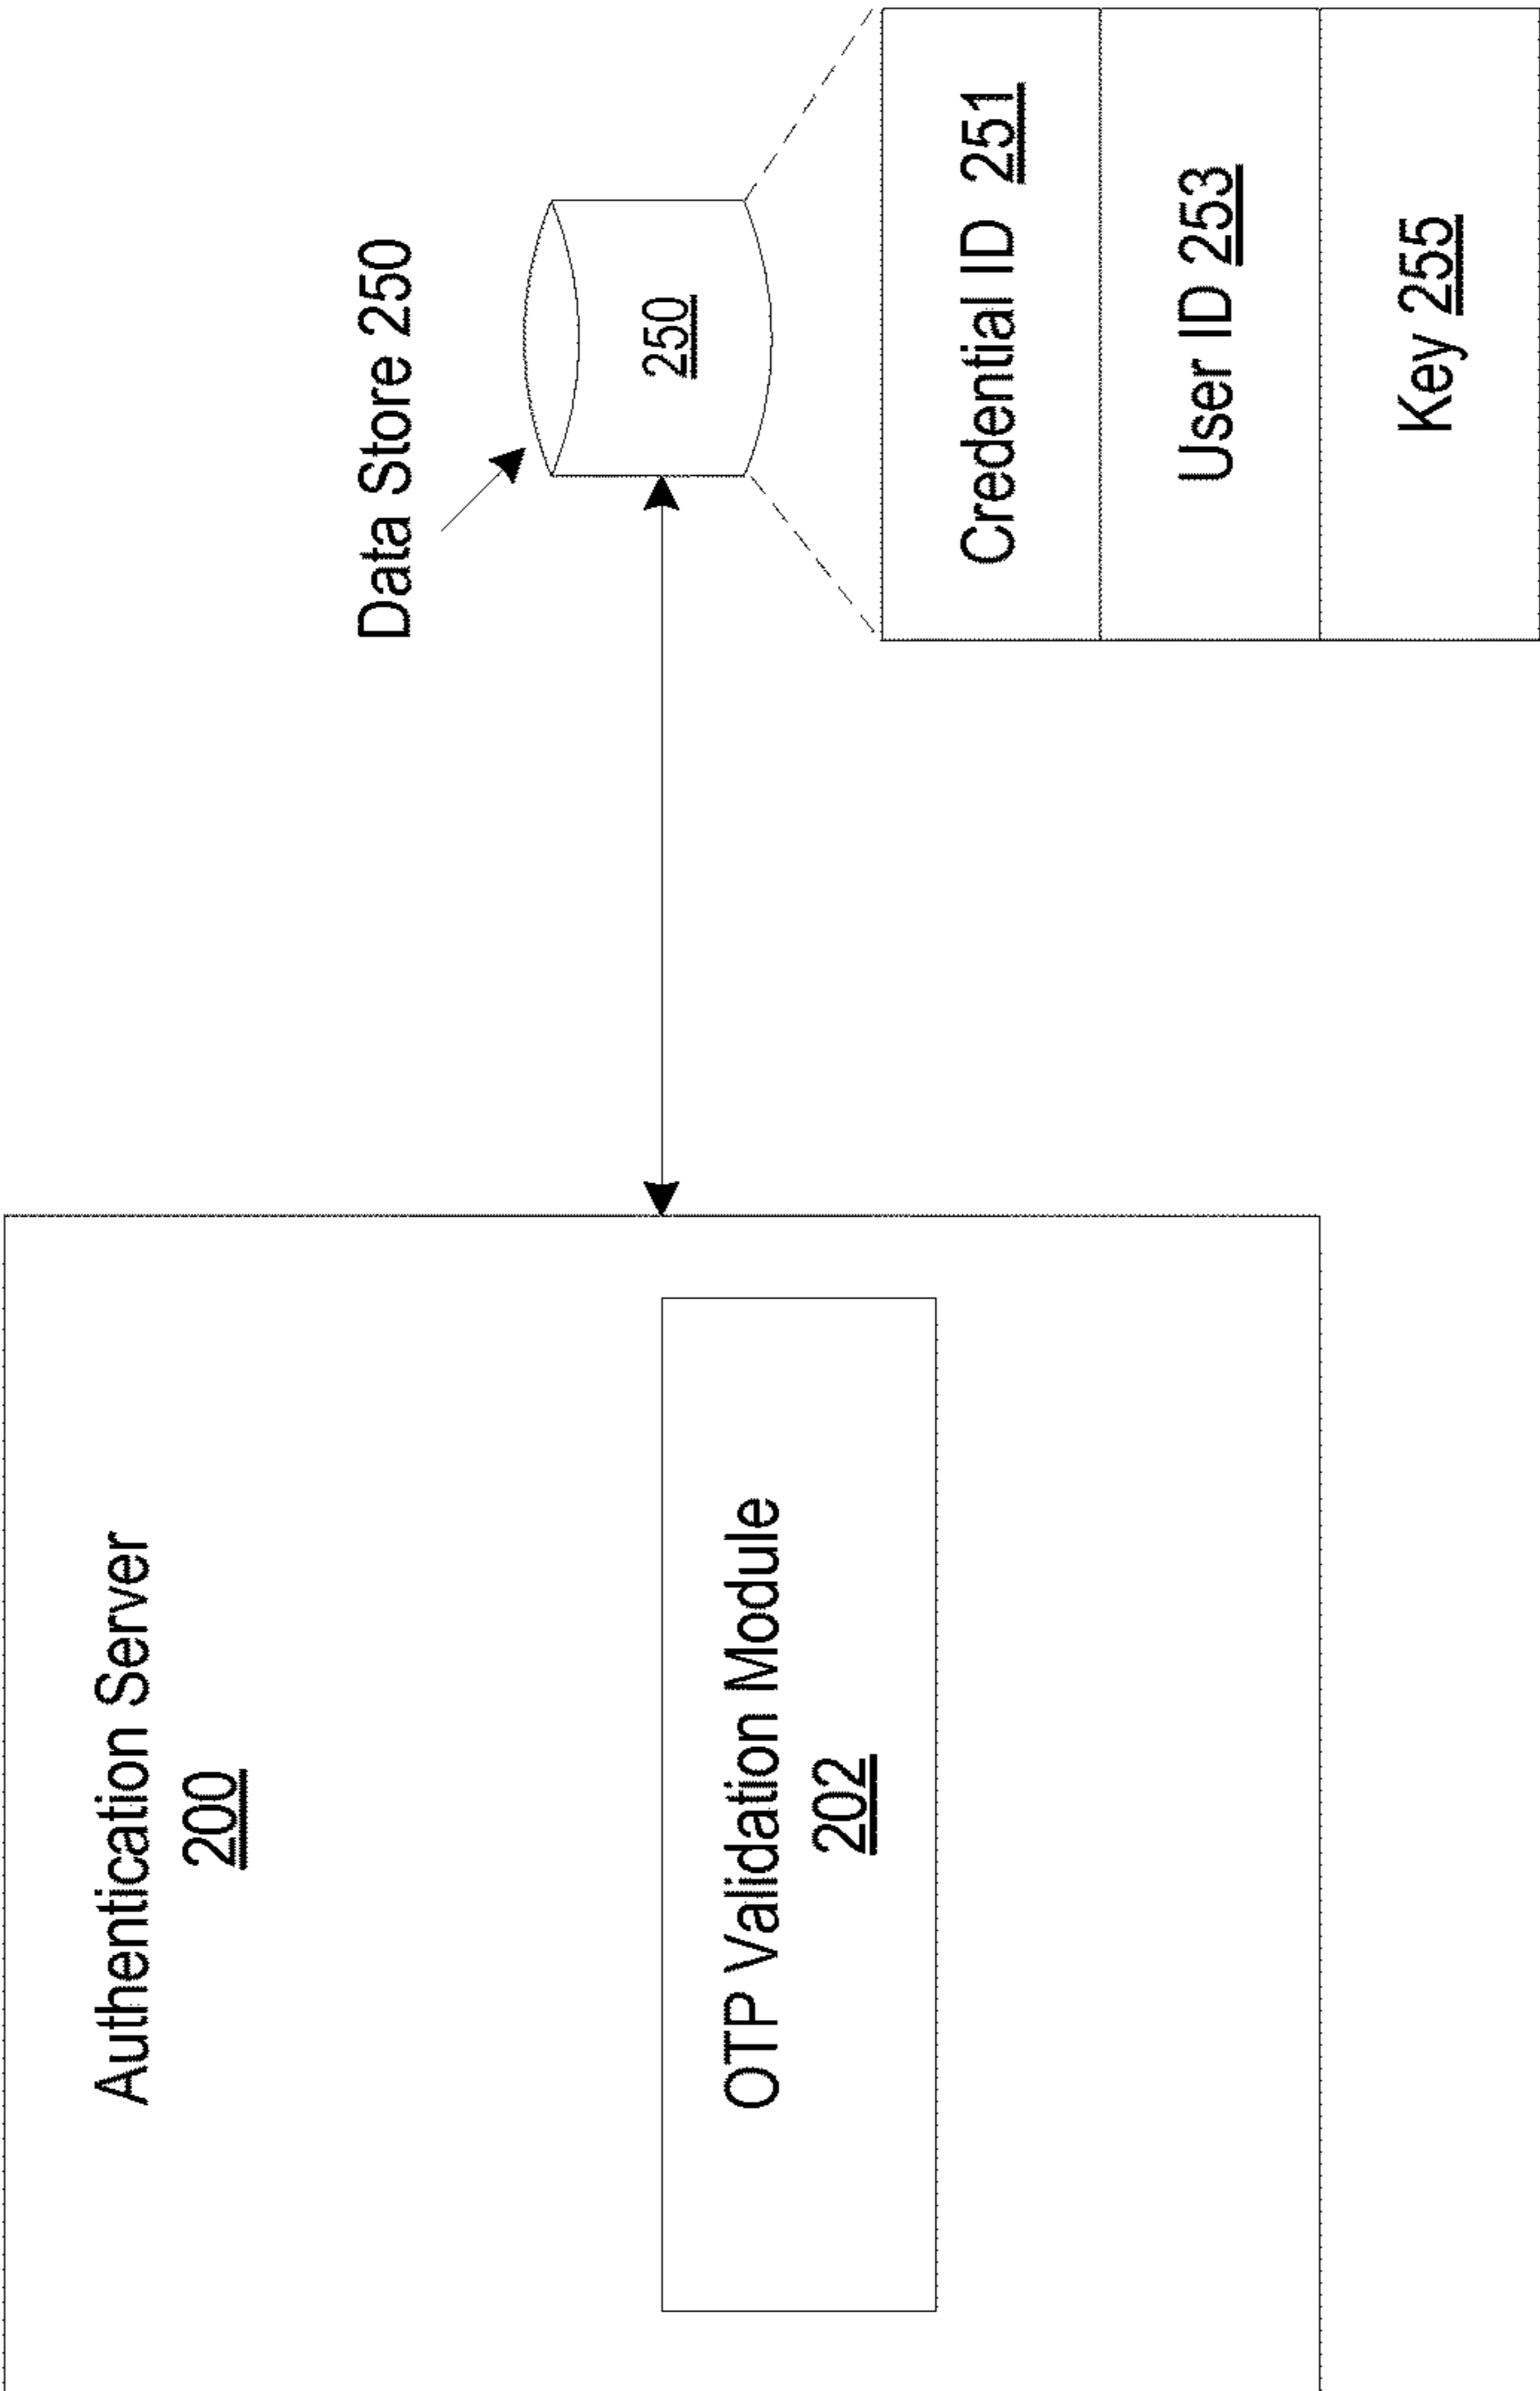 Authentication Server
200
OTP Validation Module
202
Data Store 250
250
Credential ID 251
User ID 253
Key 255